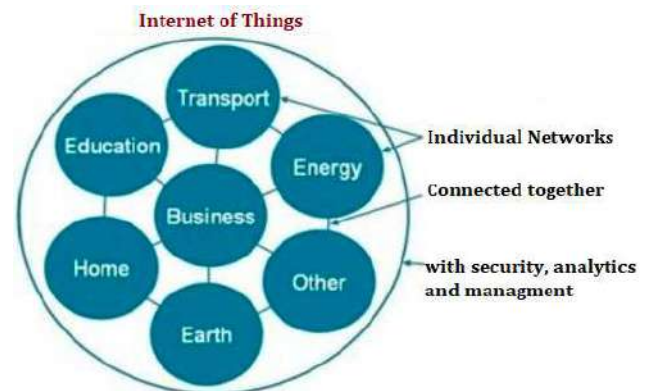 Internet of Things
Transport
Education
Individual Networks
Energy
Connected together
Business
Home
with security, analytics
and managment
Other
Earth